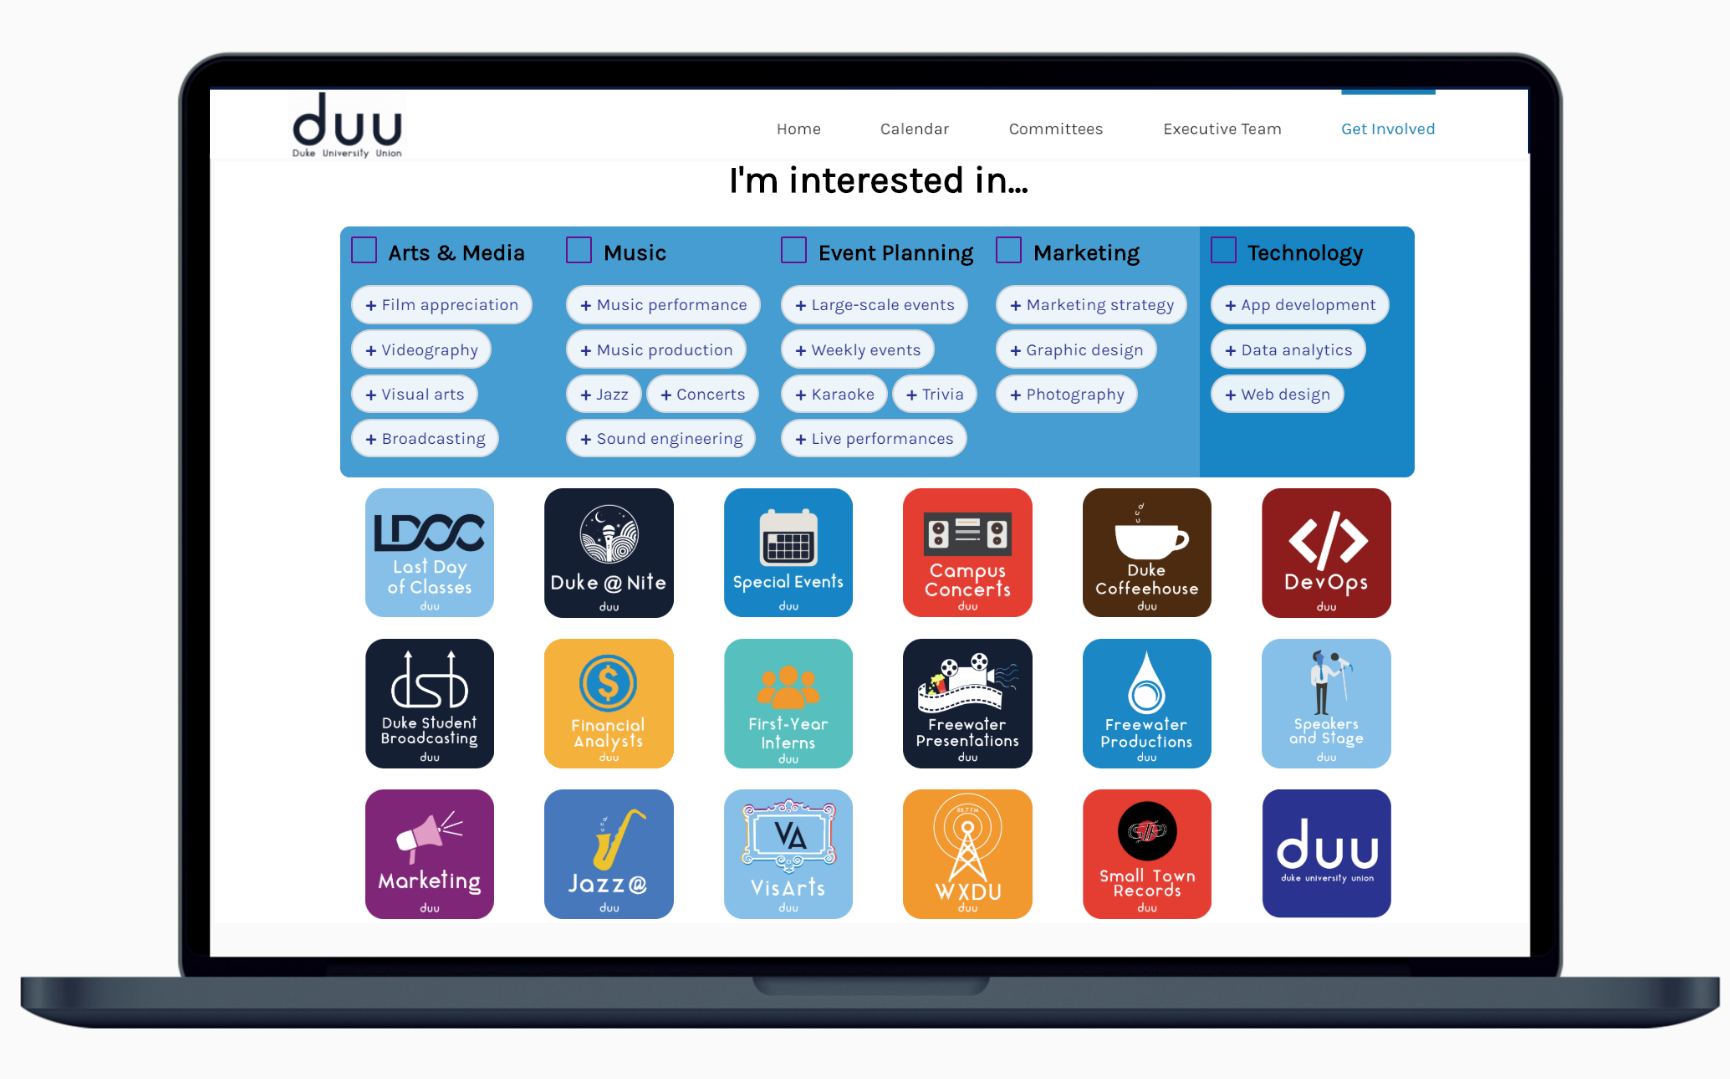 duu
Duke University Union
Home Calendar Committees Executive Team Get Involved
I'm interested in...
Arts & Media Music Event Planning Marketing Technology
+ Film appreciation + Music performance + Large-scale events + Marketing strategy + App development
+ Videography + Music production + Weekly events + Graphic design + Data analytics
+ Visual arts + Jazz + Concerts + Karaoke + Trivia + Photography + Web design
+ Broadcasting + Sound engineering + Live performances
LDOC
Last Day
of Classes
duu
Duke @ Nite
duu
Special Events
duu
Campus
Concerts
duu
Duke
Coffeehouse
duu
</>
DevOps
duu
dsb
Duke Student
Broadcasting
duu
$
Financial
Analysts
duu
First-Year
Interns
duu
Freewater
Presentations
duu
Freewater
Productions
duu
Speakers
and Stage
duu
Marketing
duu
Jazz@
duu
VA
VisArts
duu
88.7 FM
WXDU
duu
Small Town
Records
duu
duu
duke university union